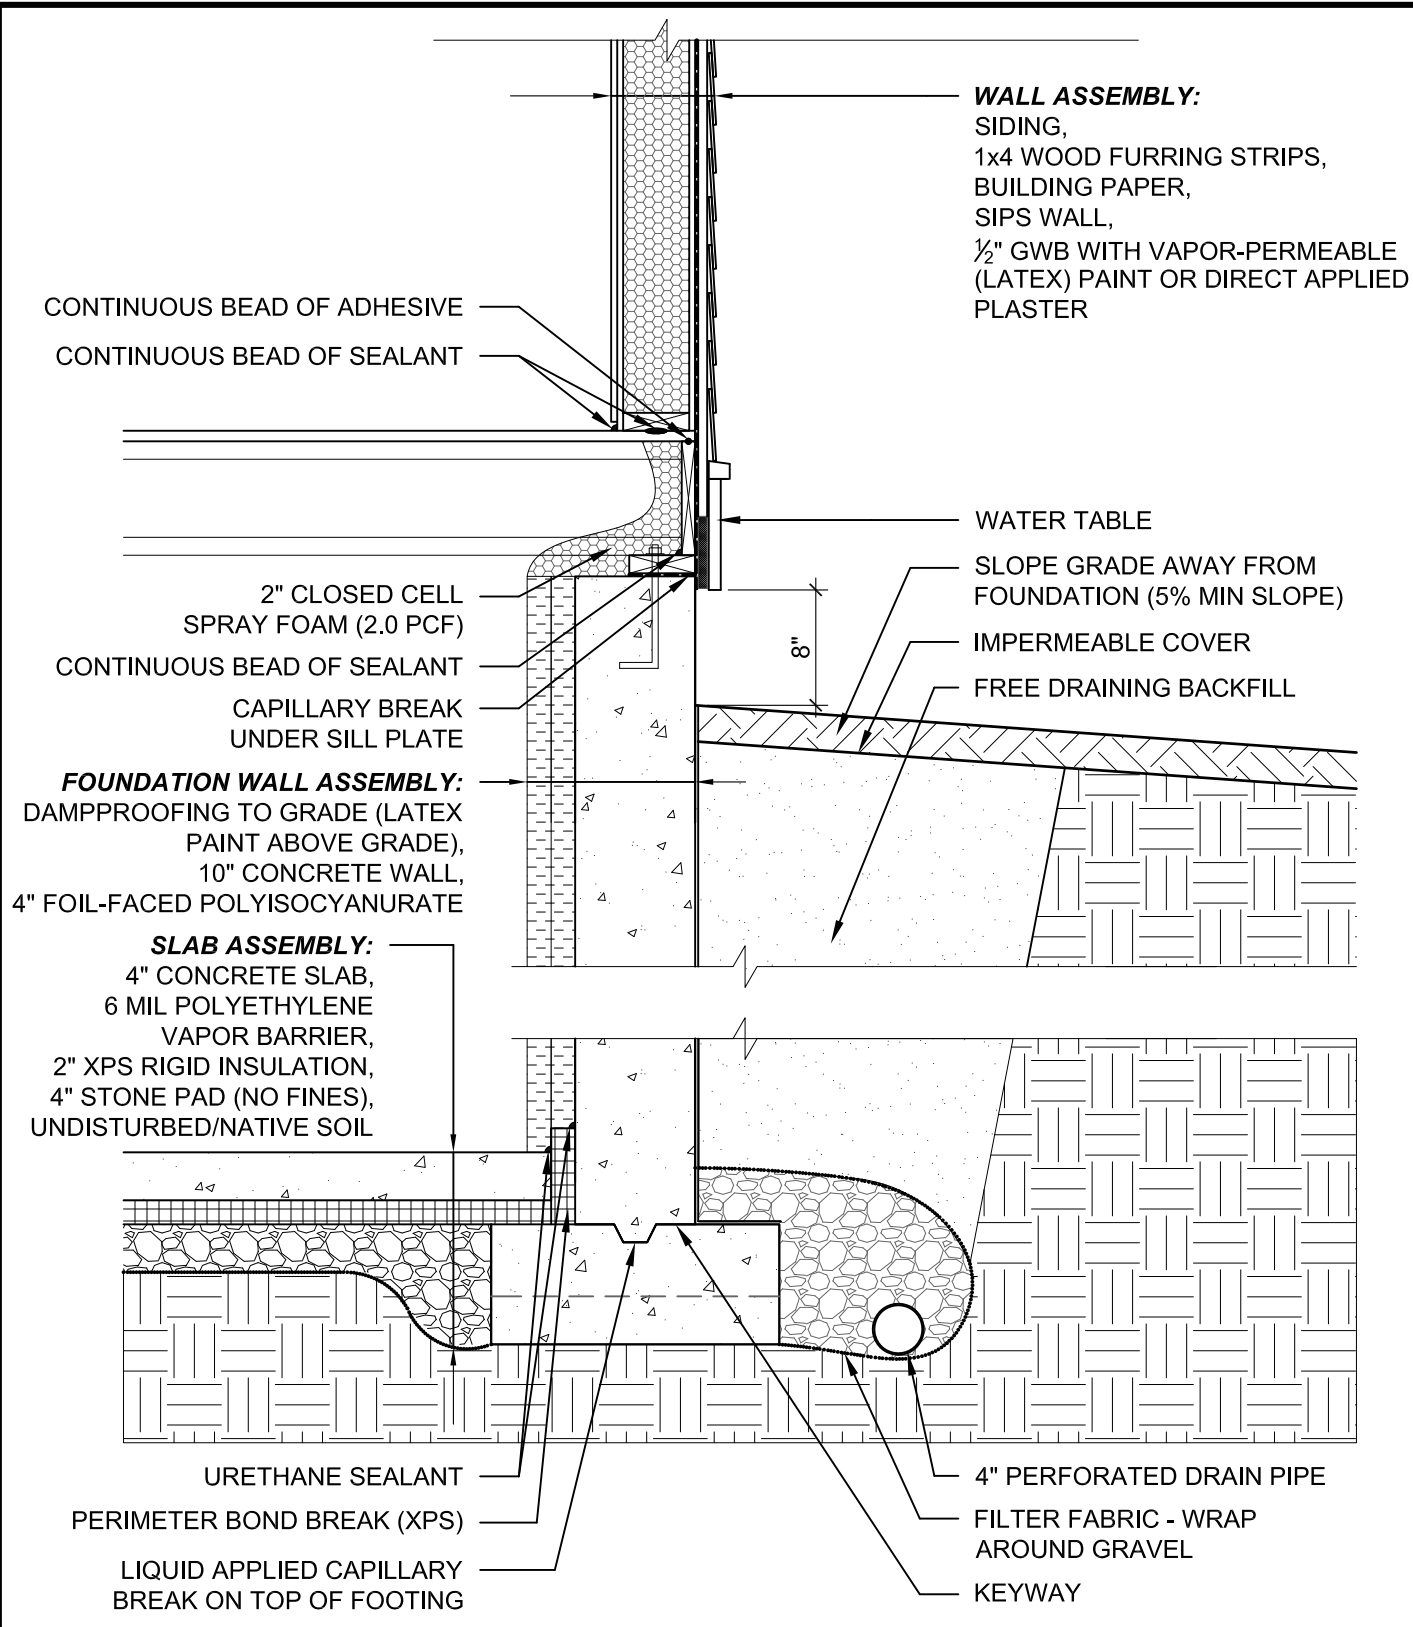 WALL ASSEMBLY:
SIDING,
1x4 WOOD FURRING STRIPS,
BUILDING PAPER,
SIPS WALL,
½" GWB WITH VAPOR-PERMEABLE
(LATEX) PAINT OR DIRECT APPLIED
PLASTER
CONTINUOUS BEAD OF ADHESIVE
CONTINUOUS BEAD OF SEALANT
WATER TABLE
SLOPE GRADE AWAY FROM
FOUNDATION (5% MIN SLOPE)
IMPERMEABLE COVER
FREE DRAINING BACKFILL
8"
2" CLOSED CELL
SPRAY FOAM (2.0 PCF)
CONTINUOUS BEAD OF SEALANT
CAPILLARY BREAK
UNDER SILL PLATE
FOUNDATION WALL ASSEMBLY:
DAMPPROOFING TO GRADE (LATEX
PAINT ABOVE GRADE),
10" CONCRETE WALL,
4" FOIL-FACED POLYISOCYANURATE
SLAB ASSEMBLY:
4" CONCRETE SLAB,
6 MIL POLYETHYLENE
VAPOR BARRIER,
2" XPS RIGID INSULATION,
4" STONE PAD (NO FINES),
UNDISTURBED/NATIVE SOIL
URETHANE SEALANT
PERIMETER BOND BREAK (XPS)
LIQUID APPLIED CAPILLARY
BREAK ON TOP OF FOOTING
4" PERFORATED DRAIN PIPE
FILTER FABRIC - WRAP
AROUND GRAVEL
KEYWAY